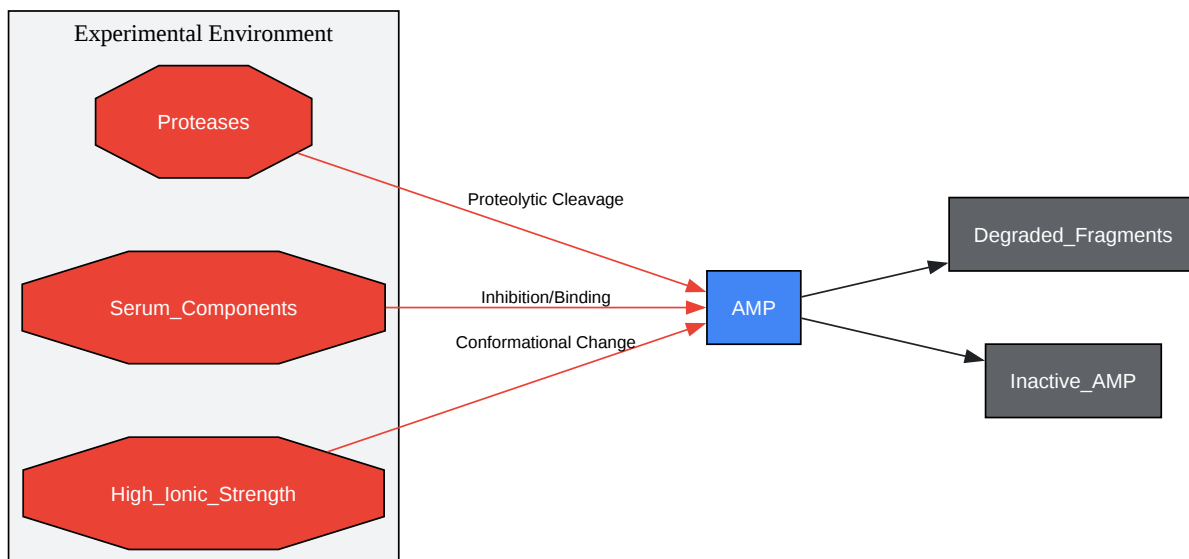 Experimental Environment
Proteases
Proteolytic Cleavage
Degraded_Fragments
Serum_Components
Inhibition/Binding
AMP
Conformational Change
Inactive_AMP
High_Ionic_Strength